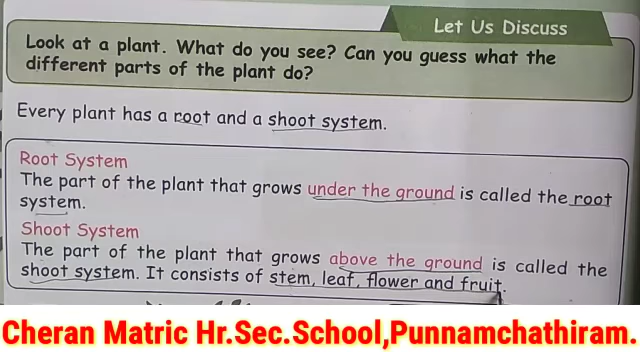 Let Us Discuss
Look at a plant. What do you see? Can you guess what the
different parts of the plant do?
Every plant has a root and a shoot system.
Root System
The part of the plant that grows under the ground is called the root
system.
Shoot System
The part of the plant that grows above the ground is called the
shoot system. It consists of stem, leaf, flower and fruit.
Cheran Matric Hr.Sec.School,Punnamchathiram.